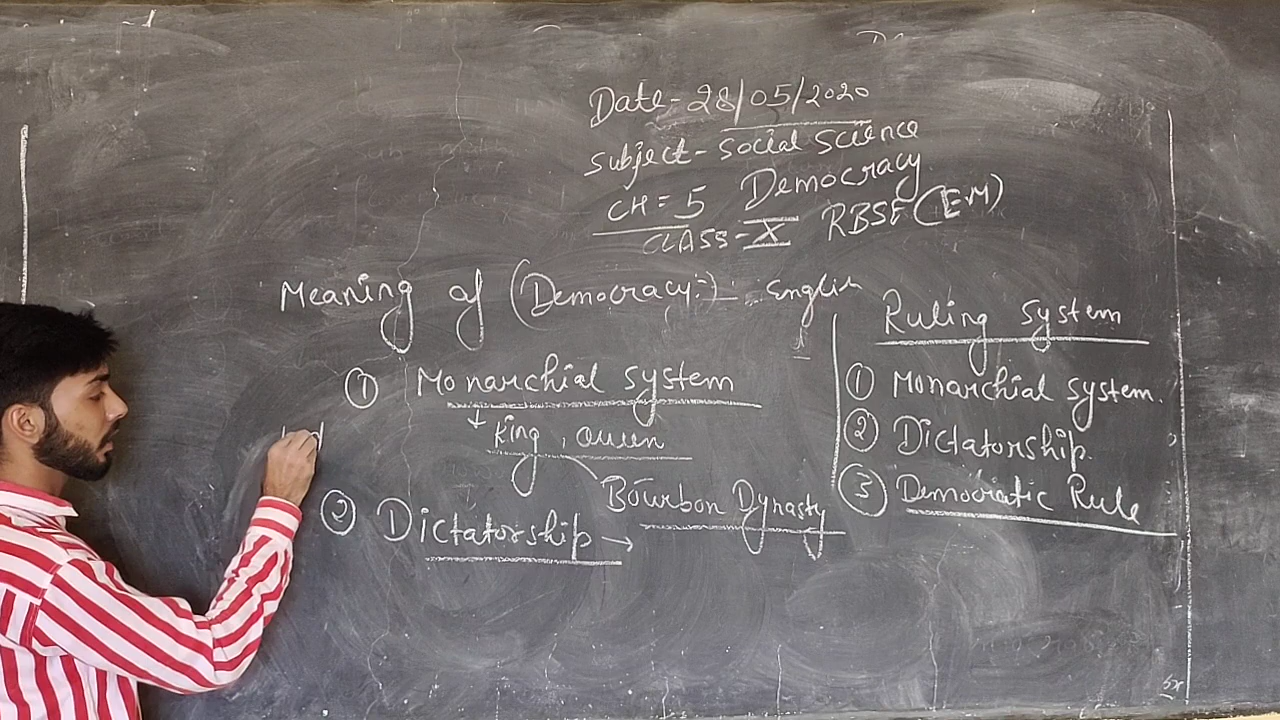 Date-28/05/2020
Subject- Social Science
CH=5 Democracy
CLASS-X RBSE (EM)
Meaning of (Democracy:-) English
① Monarchial system
King, Queen
Bourbon Dynasty
② Dictatorship →
Ruling system
① Monarchial system.
② Dictatorship.
③ Democratic Rule